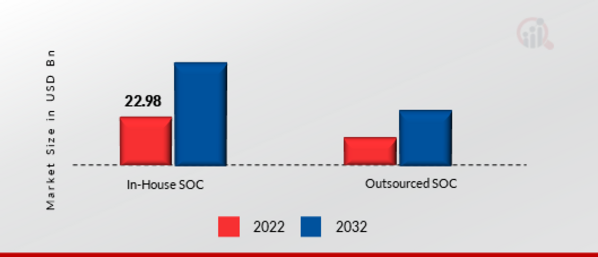 Market Size in USD Bn
22.98
In-House SOC
Outsourced SOC
2022
2032